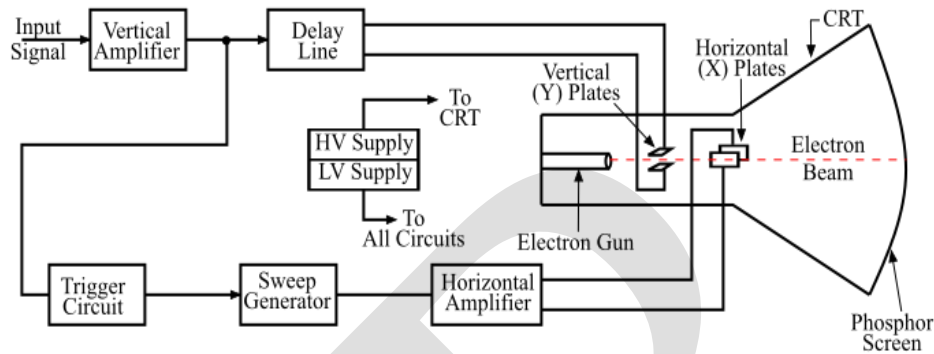 Input
Signal
Vertical
Amplifier
Delay
Line
CRT
Horizontal
(X) Plates
Vertical
(Y) Plates
To
CRT
HV Supply
LV Supply
To
All Circuits
Electron
Beam
Electron Gun
Trigger
Circuit
Sweep
Generator
Horizontal
Amplifier
Phosphor
Screen